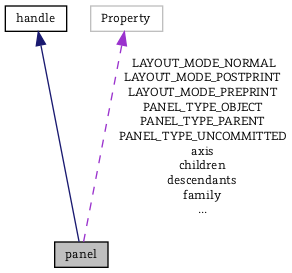 handle
Property
LAYOUT_MODE_NORMAL
LAYOUT_MODE_POSTPRINT
LAYOUT_MODE_PREPRINT
PANEL_TYPE_OBJECT
PANEL_TYPE_PARENT
PANEL_TYPE_UNCOMMITTED
axis
children
descendants
family
...
panel